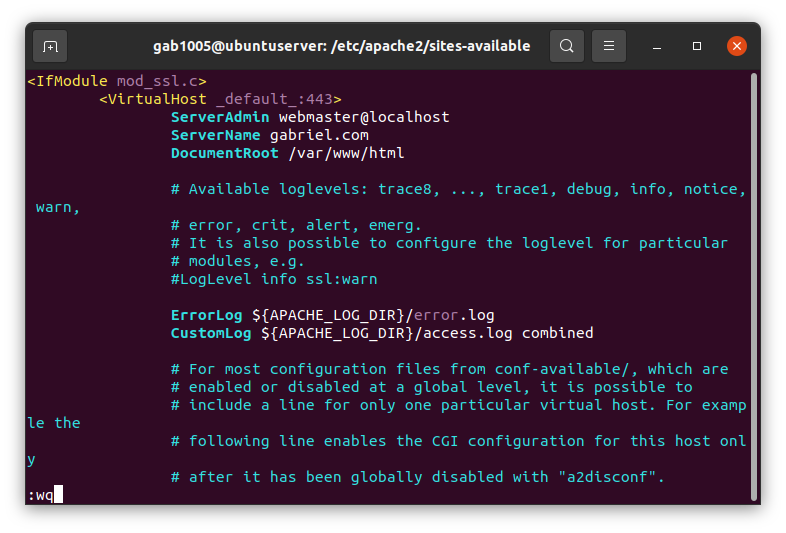 gab1005@ubuntuserver: /etc/apache2/sites-available
<IfModule mod_ssl.c>
<VirtualHost _default_:443>
ServerAdmin webmaster@localhost
ServerName gabriel.com
DocumentRoot /var/www/html
# Available loglevels: trace8, ..., trace1, debug, info, notice,
warn,
# error, crit, alert, emerg.
# It is also possible to configure the loglevel for particular
# modules, e.g.
#LogLevel info ssl:warn
ErrorLog ${APACHE_LOG_DIR}/error.log
CustomLog ${APACHE_LOG_DIR}/access.log combined
# For most configuration files from conf-available/, which are
# enabled or disabled at a global level, it is possible to
# include a line for only one particular virtual host. For examp
le the
# following line enables the CGI configuration for this host onl
y
# after it has been globally disabled with "a2disconf".
:wq